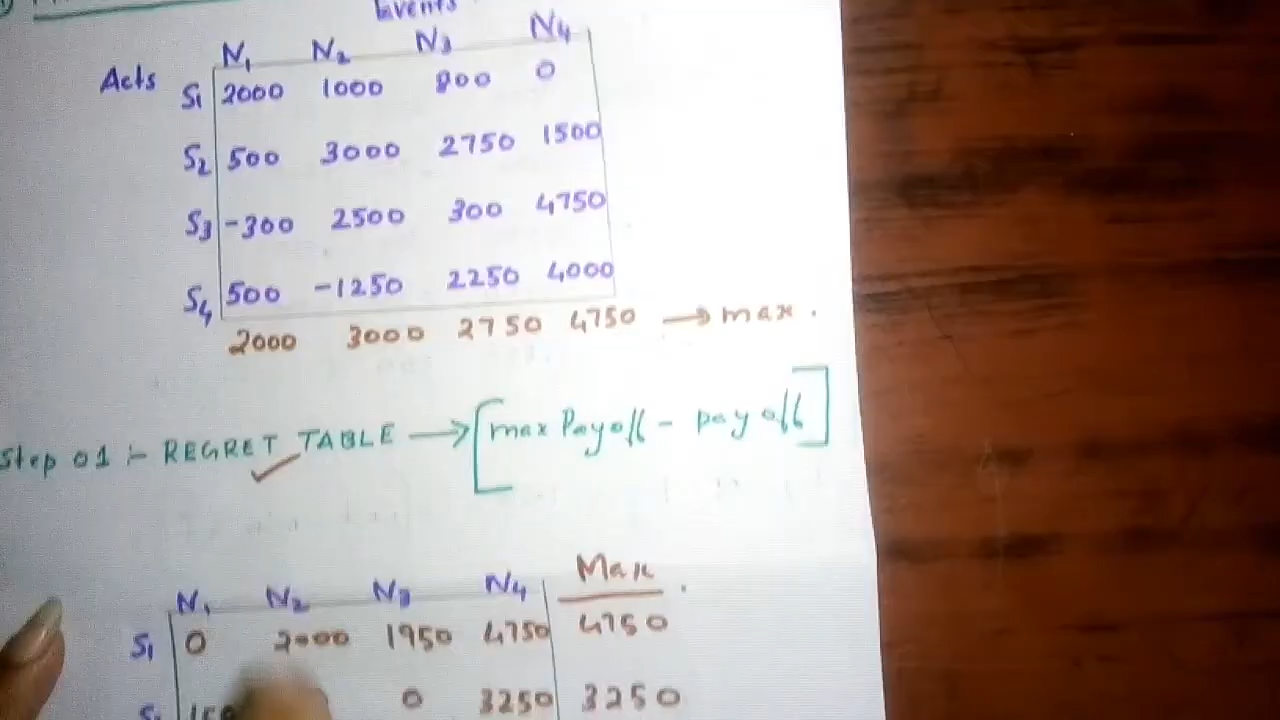 Events
N1 N2 N3 N4
Acts
S1 2000 1000 800 0
S2 500 3000 2750 1500
S3 -300 2500 300 4750
S4 500 -1250 2250 4000
2000 3000 2750 4750 → max.
Step 01 :- REGRET TABLE → [max Payoff - pay off]
N1 N2 N3 N4 Max
S1 0 2000 1950 4750 4750
0 3250 3250